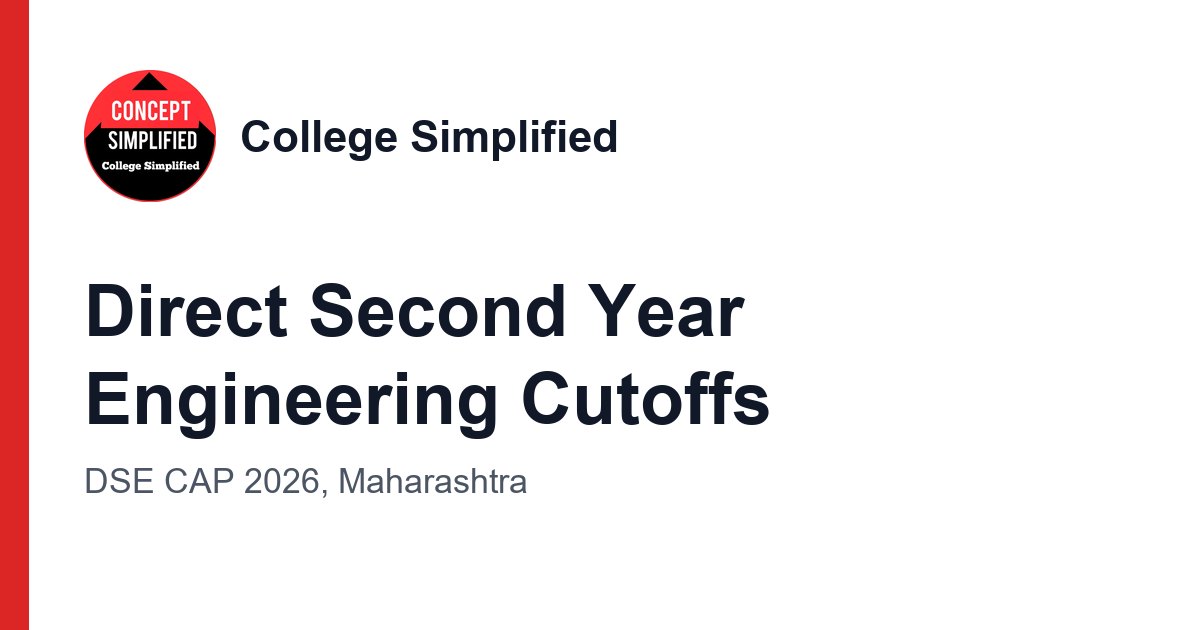 CONCEPT
SIMPLIFIED
College Simplified
College Simplified
Direct Second Year
Engineering Cutoffs
DSE CAP 2026, Maharashtra